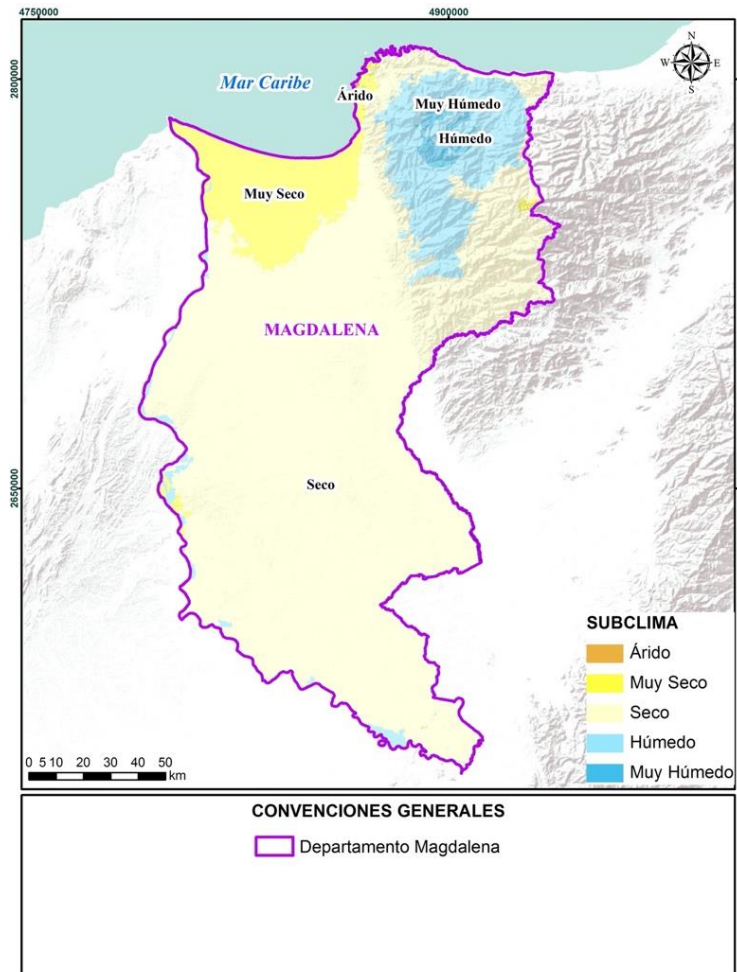 4750000
4900000
2800000
2650000
N
W
E
S
Mar Caribe
Árido
Muy Húmedo
Húmedo
Muy Seco
MAGDALENA
Seco
SUBCLIMA
Árido
Muy Seco
Seco
Húmedo
Muy Húmedo
0 5 10 20 30 40 50
km
CONVENCIONES GENERALES
Departamento Magdalena